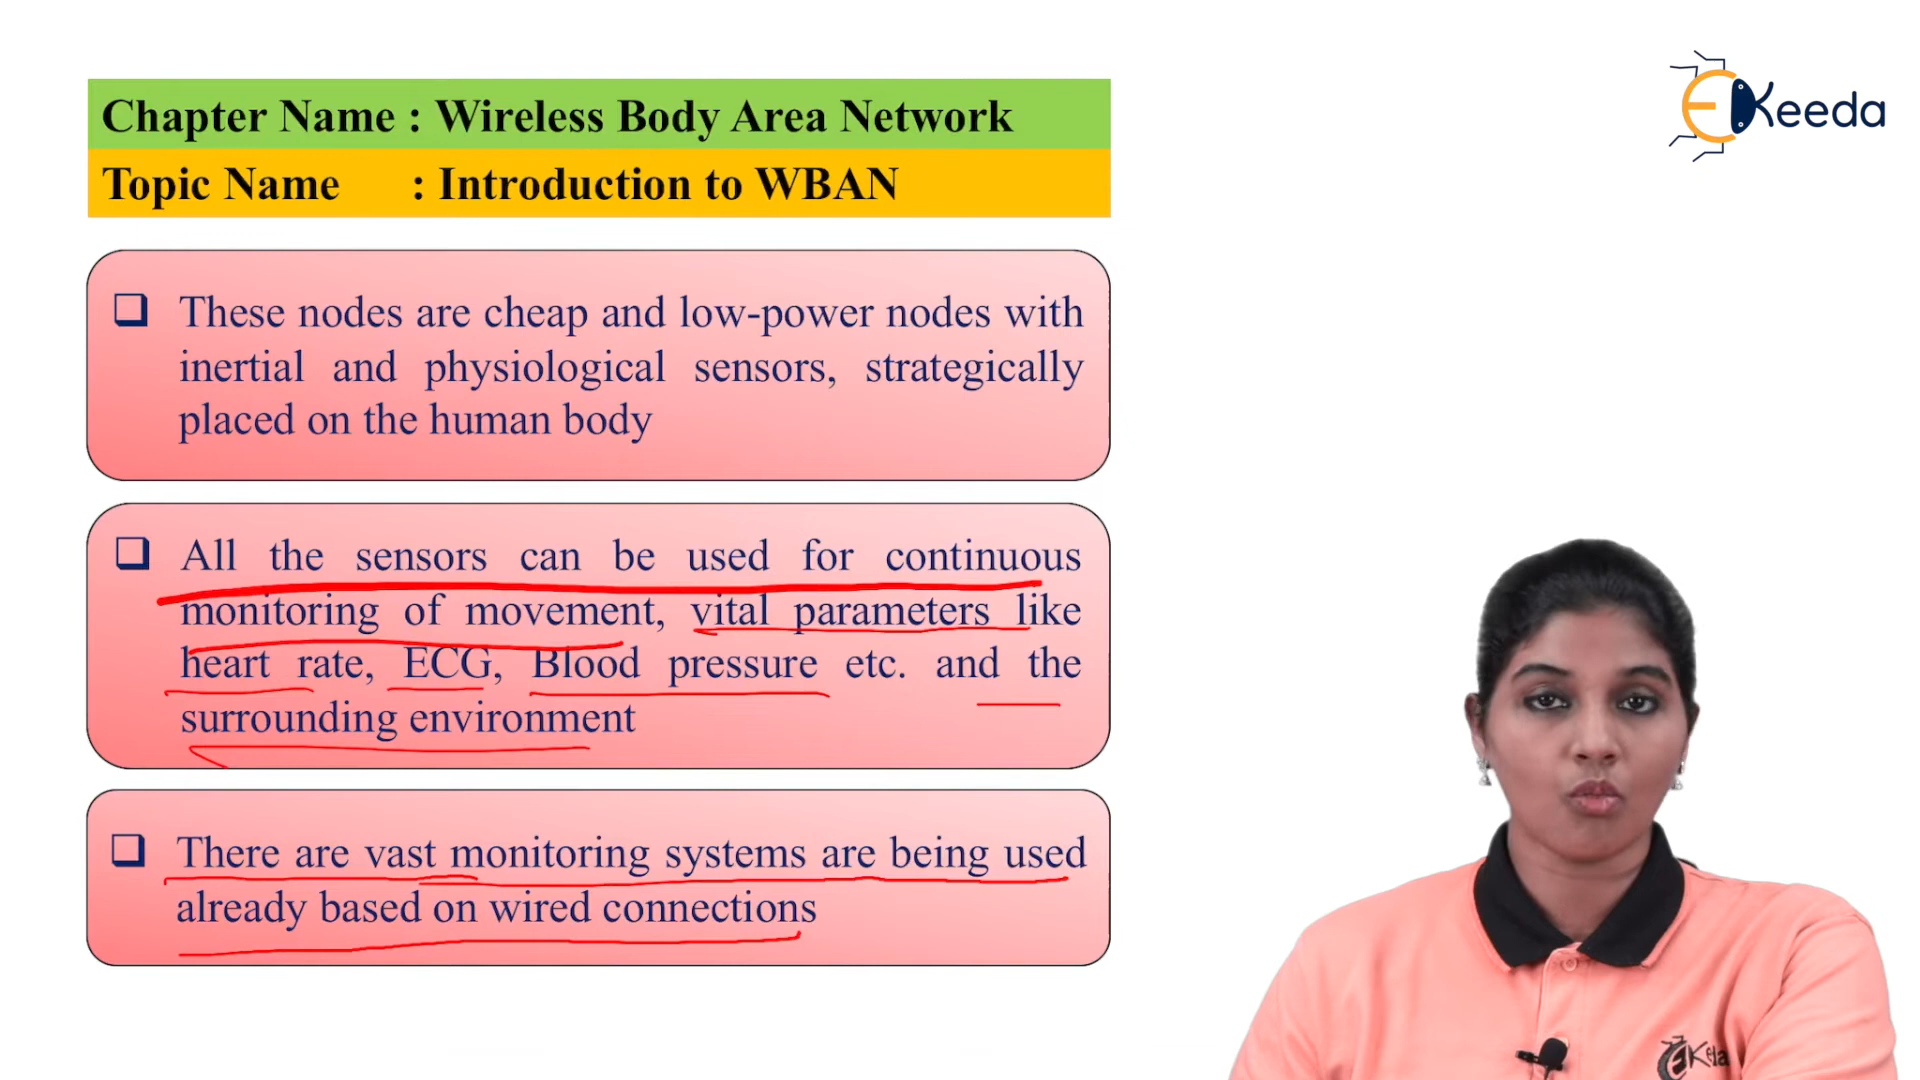 EKeeda
Chapter Name : Wireless Body Area Network
Topic Name : Introduction to WBAN
These nodes are cheap and low-power nodes with
inertial and physiological sensors, strategically
placed on the human body
All the sensors can be used for continuous
monitoring of movement, vital parameters like
heart rate, ECG, Blood pressure etc. and the
surrounding environment
There are vast monitoring systems are being used
already based on wired connections